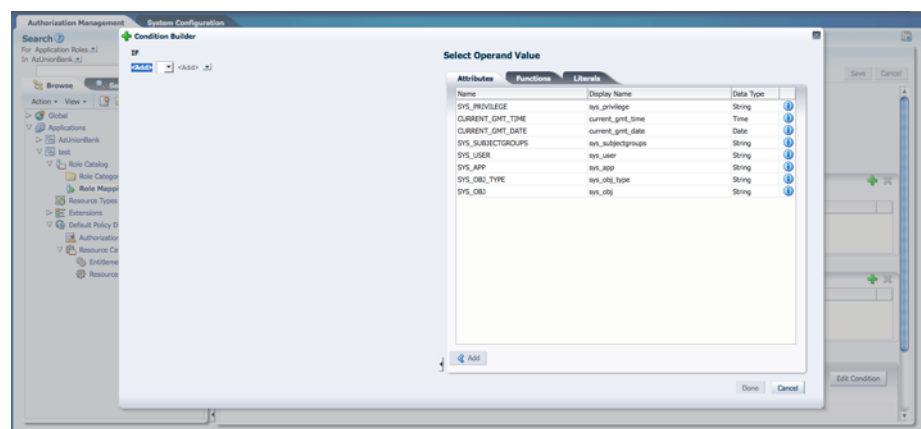 Authorization Management
System Configuration
Search
For Application Roles
In AzUnionBank
Browse
Action
View
Global
Applications
AzUnionBank
test
Role Catalog
Role Categor
Role Mappi
Resource Types
Extensions
Default Policy D
Authorization
Resource Ca
Entitleme
Resource
Condition Builder
IF
<Add> <Add>
Select Operand Value
Attributes Functions Literals
Name Display Name Data Type
SYS_PRIVILEGE sys_privilege String
CURRENT_GMT_TIME current_gmt_time Time
CURRENT_GMT_DATE current_gmt_date Date
SYS_SUBJECTGROUPS sys_subjectgroups String
SYS_USER sys_user String
SYS_APP sys_app String
SYS_OBJ_TYPE sys_obj_type String
SYS_OBJ sys_obj String
Add
Done Cancel
Save Cancel
Edit Condition